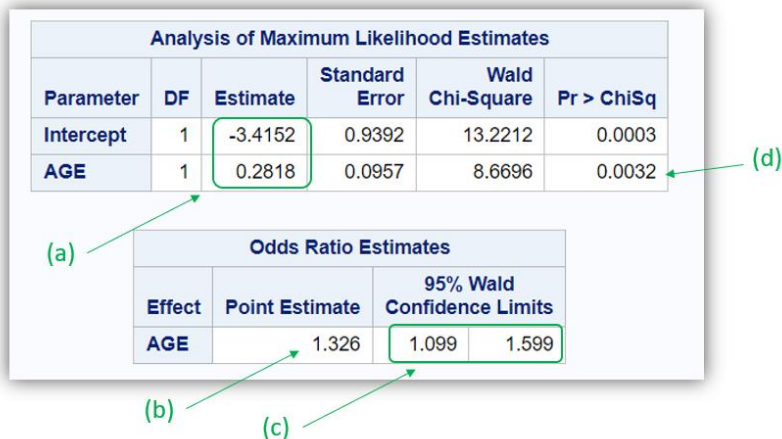 Analysis of Maximum Likelihood Estimates
Parameter DF Estimate Standard Error Wald Chi-Square Pr > ChiSq
Intercept 1 -3.4152 0.9392 13.2212 0.0003
AGE 1 0.2818 0.0957 8.6696 0.0032
(d)
(a)
Odds Ratio Estimates
Effect Point Estimate 95% Wald Confidence Limits
AGE 1.326 1.099 1.599
(b)
(c)